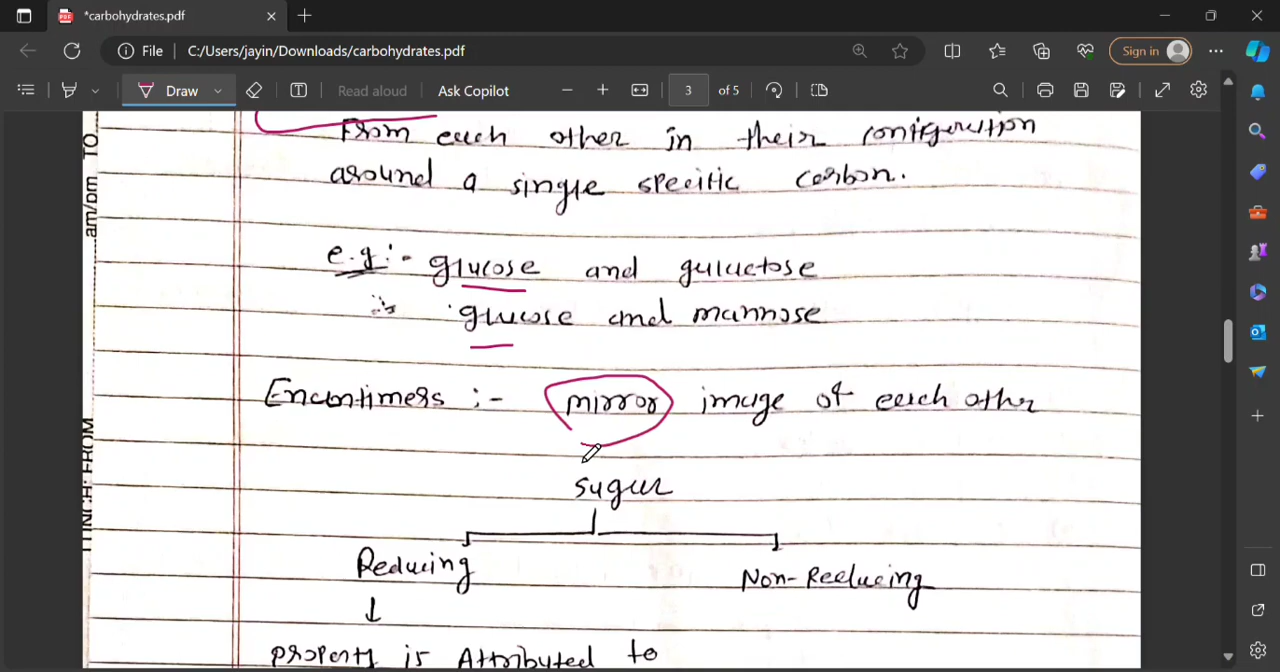 *carbohydrates.pdf
File C:/Users/jayin/Downloads/carbohydrates.pdf Sign in
Draw Read aloud Ask Copilot 3 of 5
From each other in their configuration
around a single specific carbon.
e.g:- glucose and galactose
glucose and mannose
Enantimers :- mirror image of each other
sugar
Reducing Non-Reducing
property is Attributed to
am/pm TO
FROM